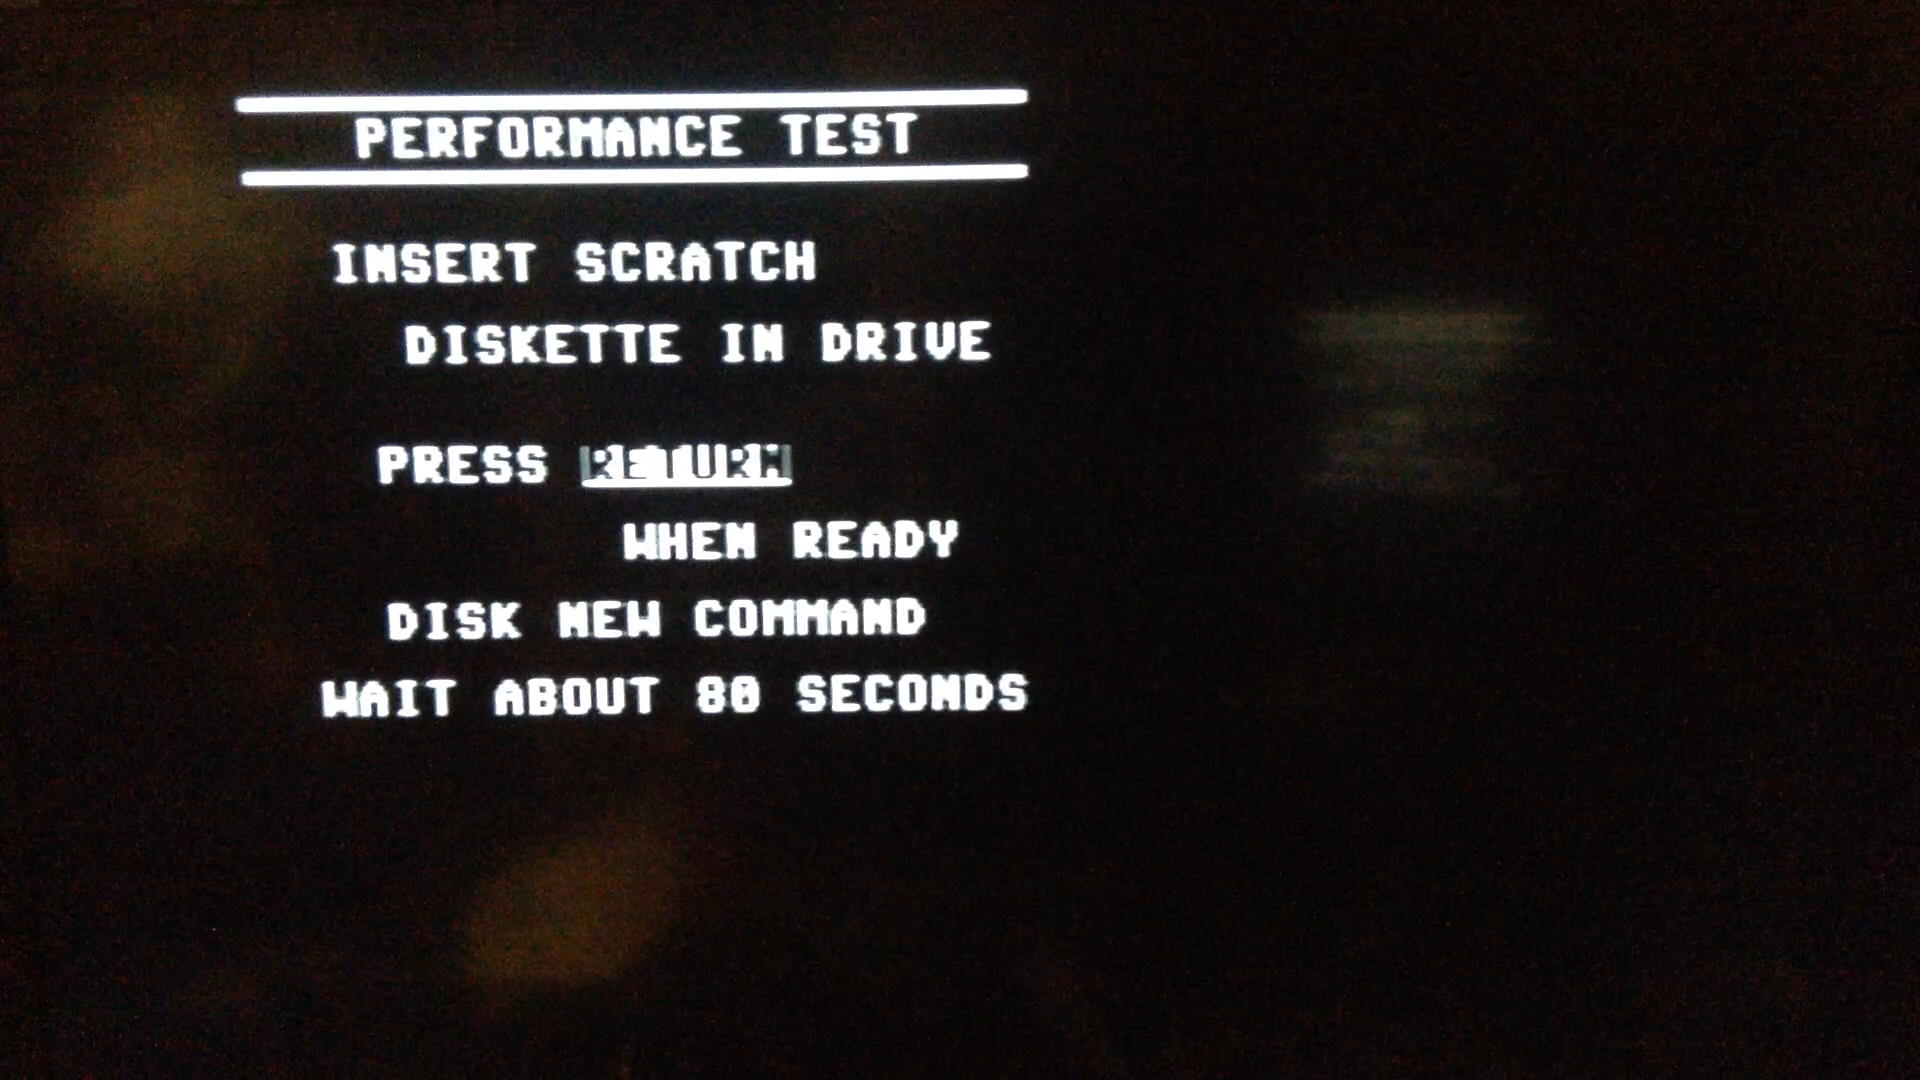 PERFORMANCE TEST
INSERT SCRATCH
DISKETTE IN DRIVE
PRESS RETURN
WHEN READY
DISK NEW COMMAND
WAIT ABOUT 80 SECONDS